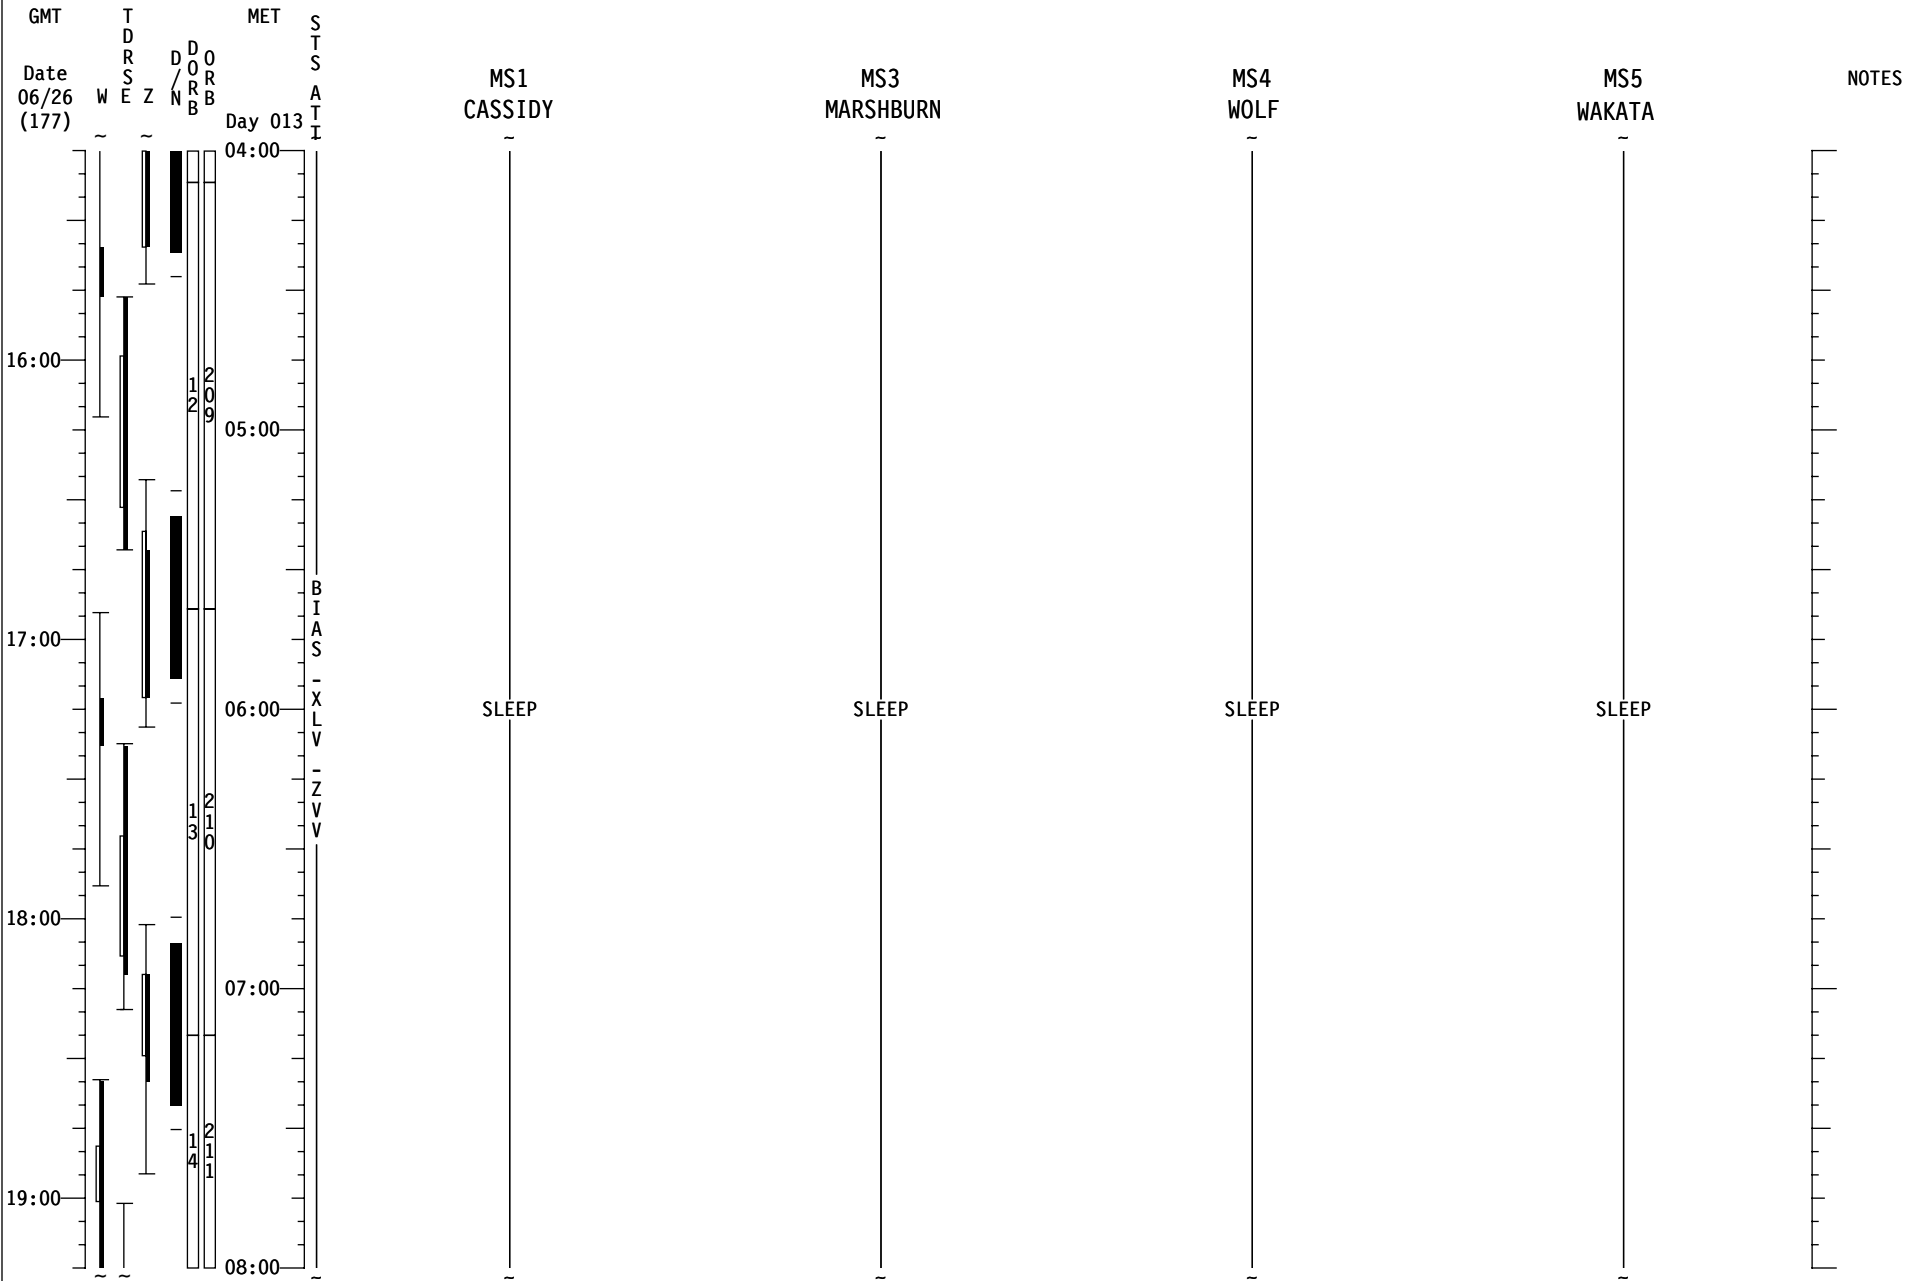 GMT
TDRS
MET
STS ATT
Date
06/26
(177)
W E Z
D/N
DORB
ORB
Day 013
MS1
CASSIDY
MS3
MARSHBURN
MS4
WOLF
MS5
WAKATA
NOTES
~ ~ ~ ~ ~ ~
04:00
16:00
12
209
05:00
BIAS -XLV -ZVV
17:00
06:00
SLEEP SLEEP SLEEP SLEEP
13
210
18:00
07:00
14
211
19:00
08:00
~ ~ ~ ~ ~ ~ ~